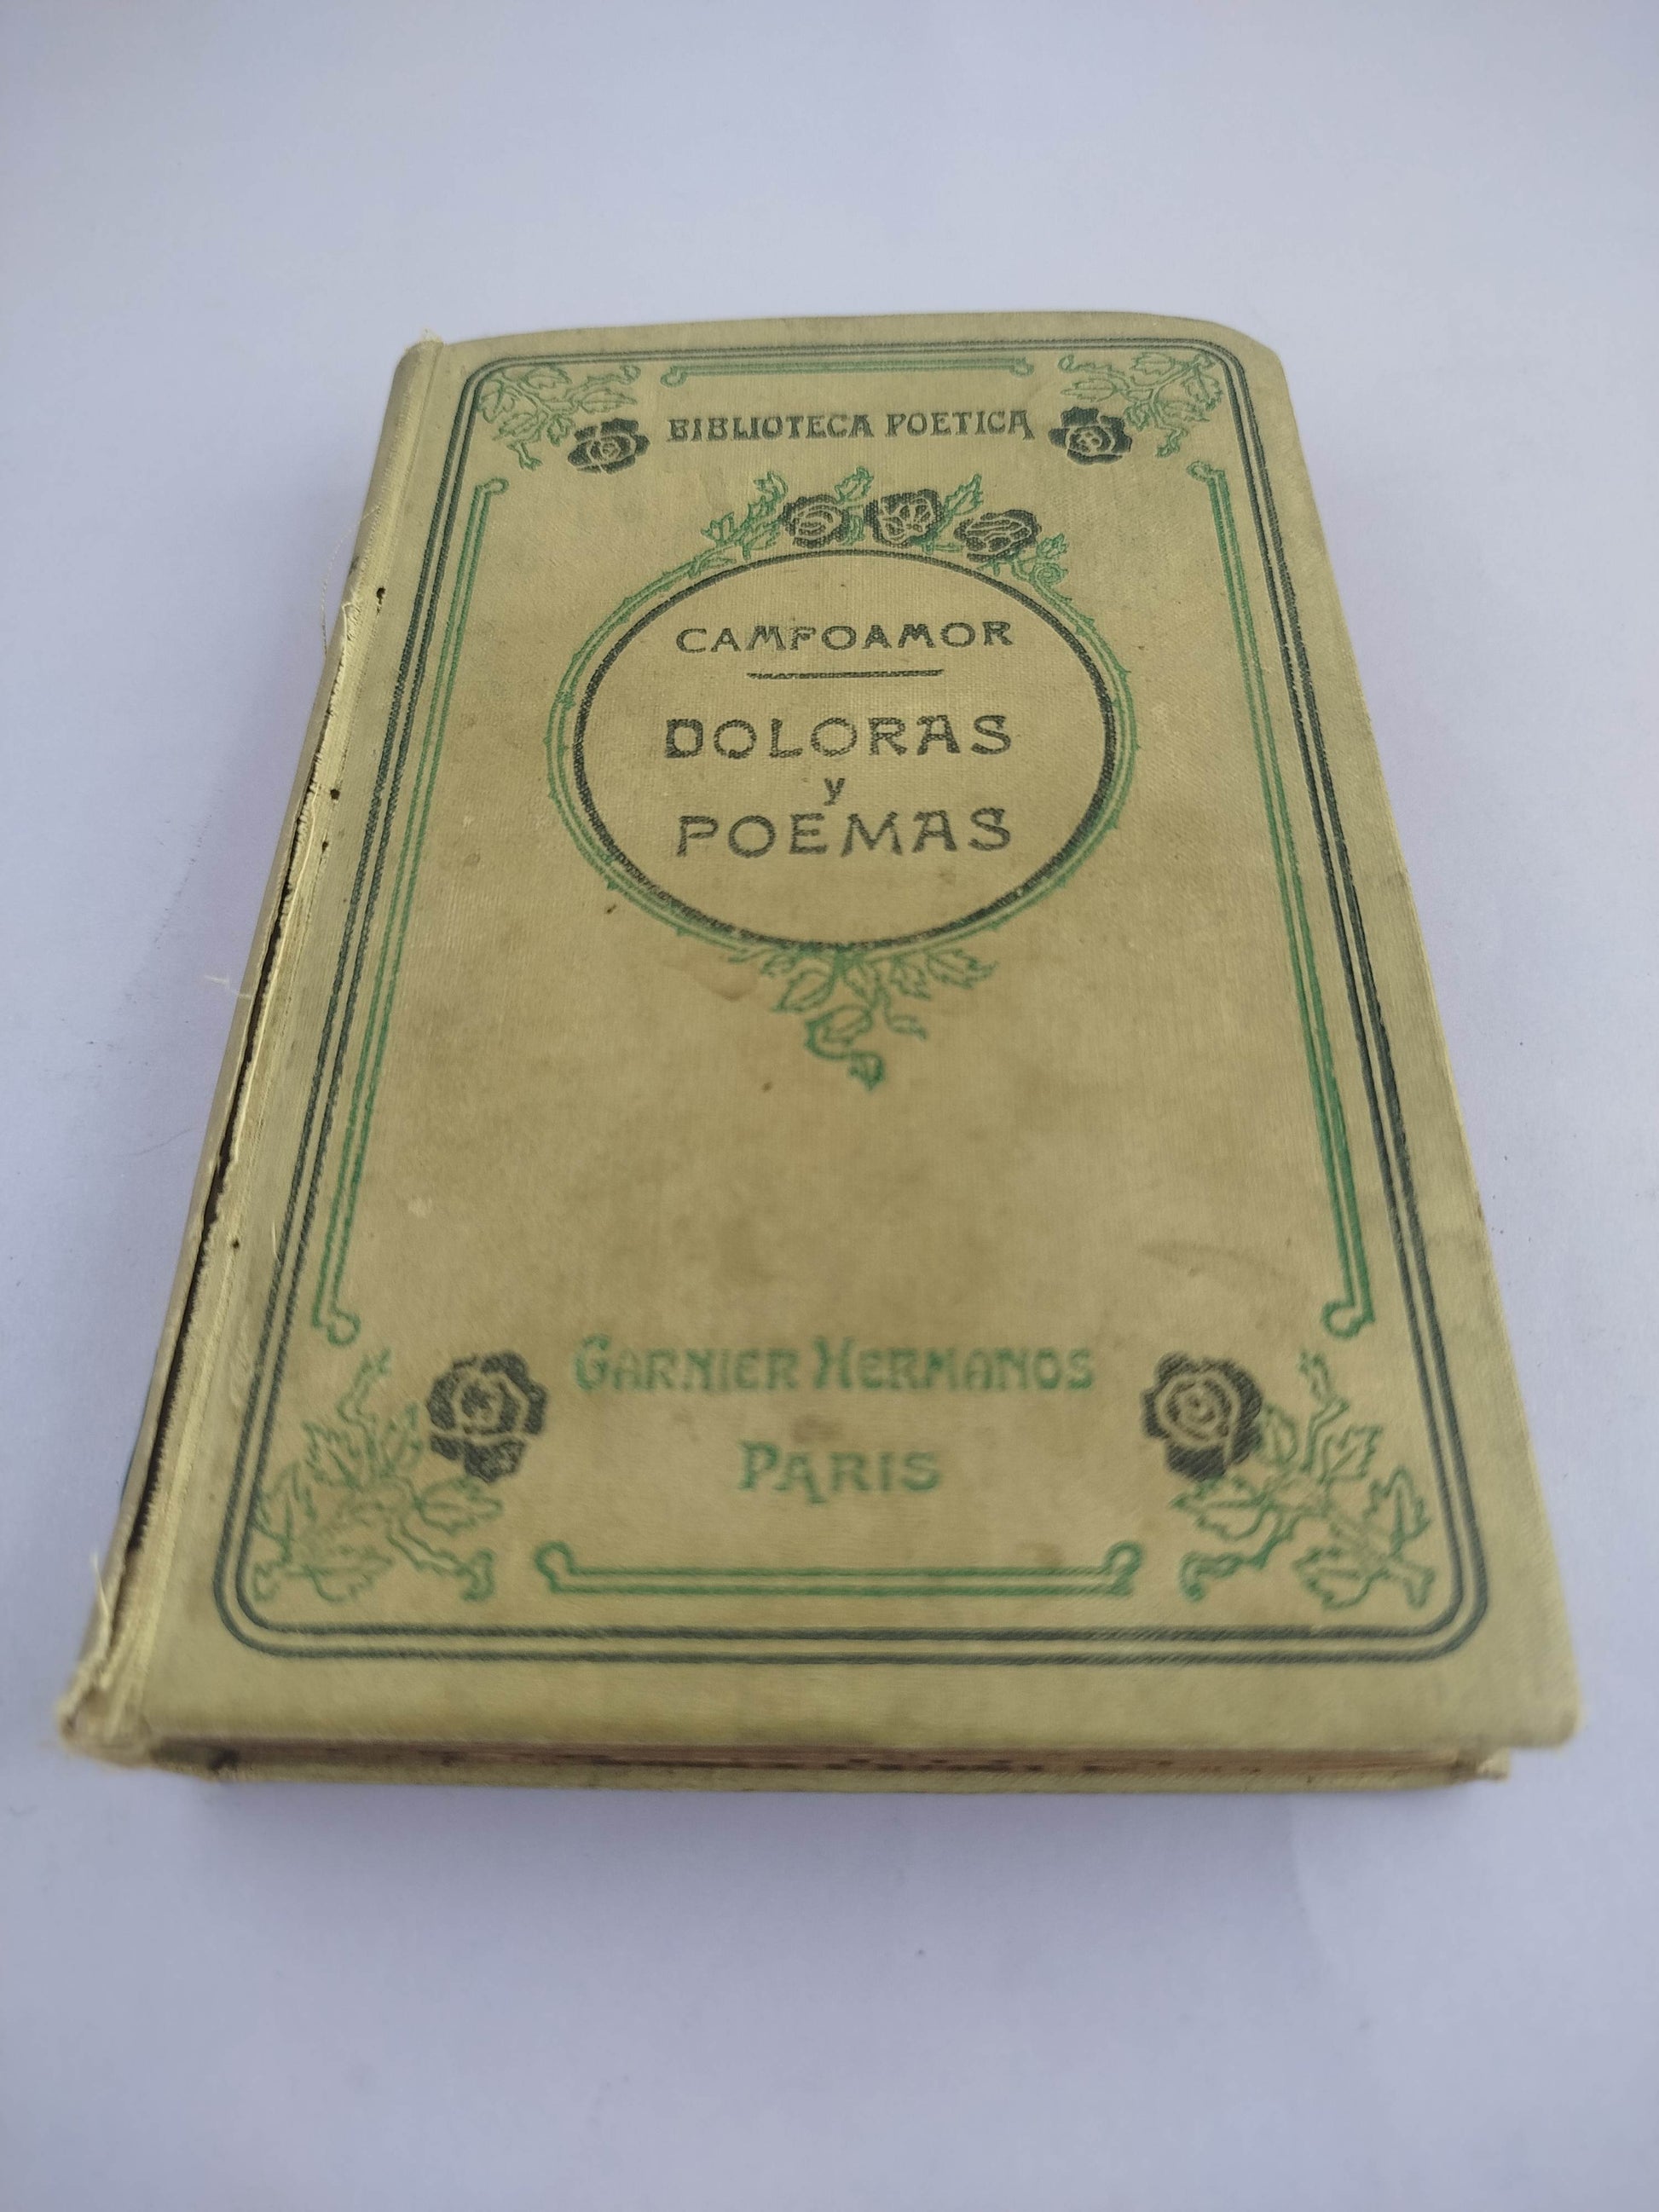 BIBLIOTECA POETICA
CAMPOAMOR
DOLORAS
y
POEMAS
GARNIER HERMANOS
PARIS